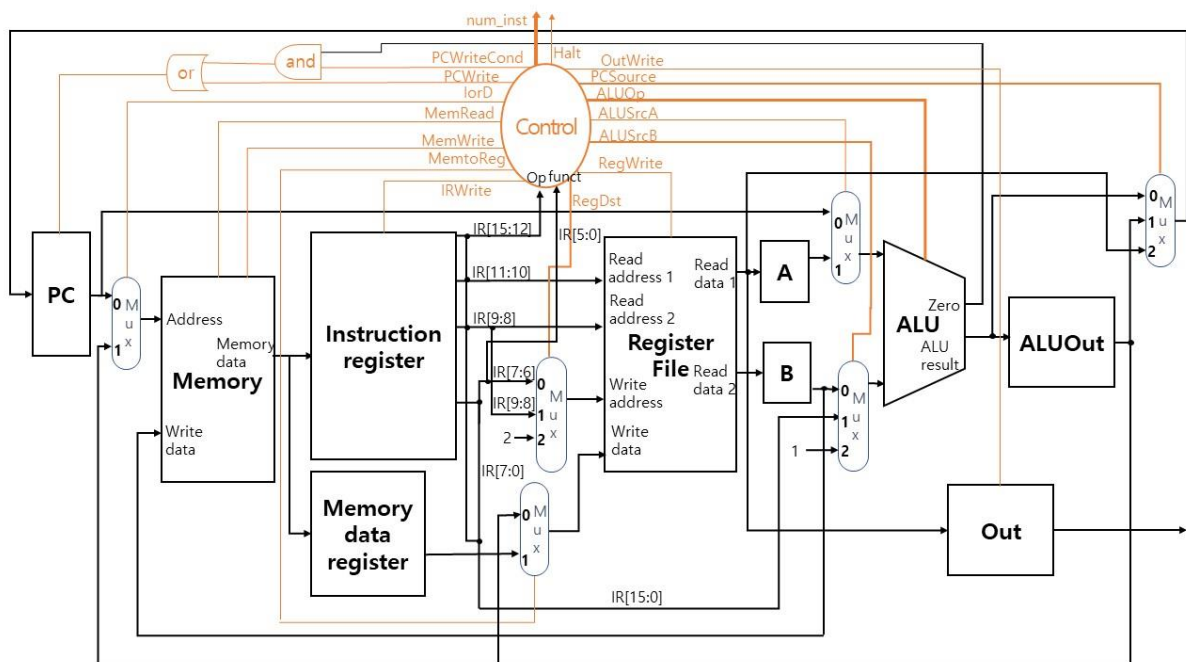 num_inst
Halt
and
or
PCWriteCond
OutWrite
PCWrite
PCSource
IorD
ALUOp
MemRead
ALUSrcA
Control
MemWrite
ALUSrcB
MemtoReg
RegWrite
Op funct
IRWrite
RegDst
IR[15:12]
IR[5:0]
IR[11:10]
IR[9:8]
IR[7:6]
IR[9:8]
IR[7:0]
IR[15:0]
PC
0
M
u
x
1
Address
Memory
data
Memory
Write
data
Instruction
register
Memory
data
register
0
M
1
u
2
2
x
0
M
u
x
1
Read
address 1
Read
data 1
Read
address 2
Register
File
Read
data 2
Write
address
Write
data
A
B
0
M
u
x
1
0
M
1
u
x
1
2
Zero
ALU
ALU
result
ALUOut
Out
0
M
1
u
2
x